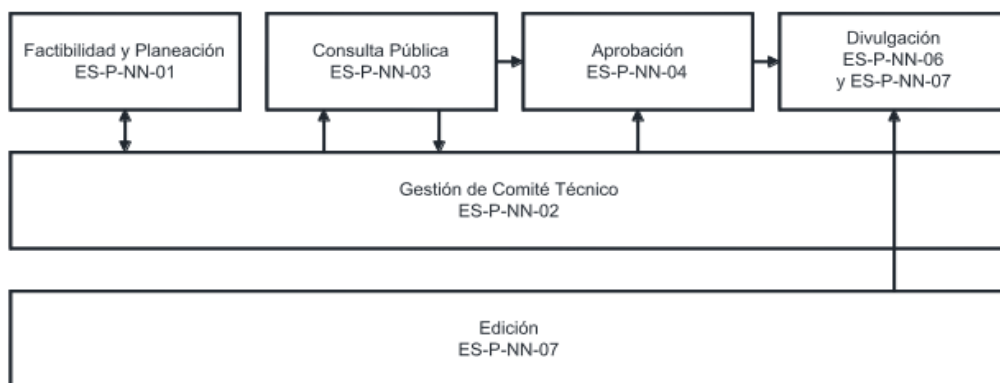 Factibilidad y Planeación
ES-P-NN-01
Consulta Pública
ES-P-NN-03
Aprobación
ES-P-NN-04
Divulgación
ES-P-NN-06
y ES-P-NN-07
Gestión de Comité Técnico
ES-P-NN-02
Edición
ES-P-NN-07